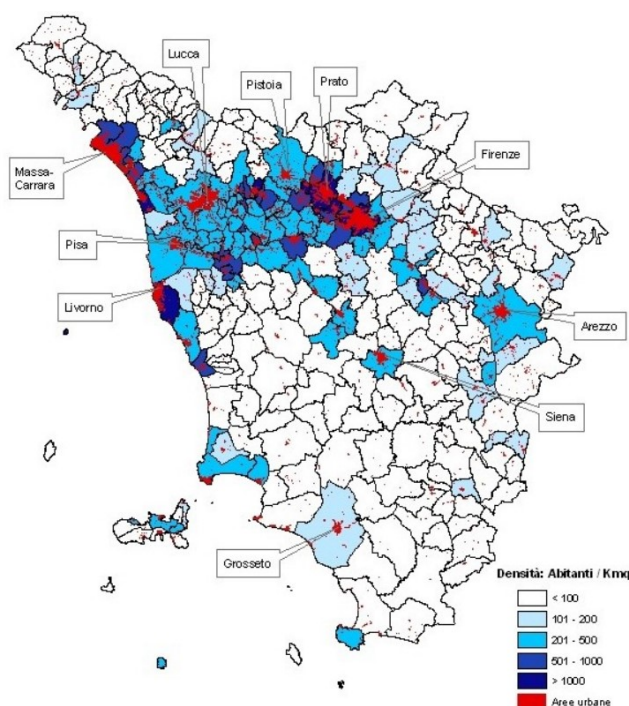 Lucca
Pistoia
Prato
Firenze
Massa-
Carrara
Pisa
Livorno
Arezzo
Siena
Grosseto
Densità: Abitanti / Kmq
< 100
101 - 200
201 - 500
501 - 1000
> 1000
Aree urbane